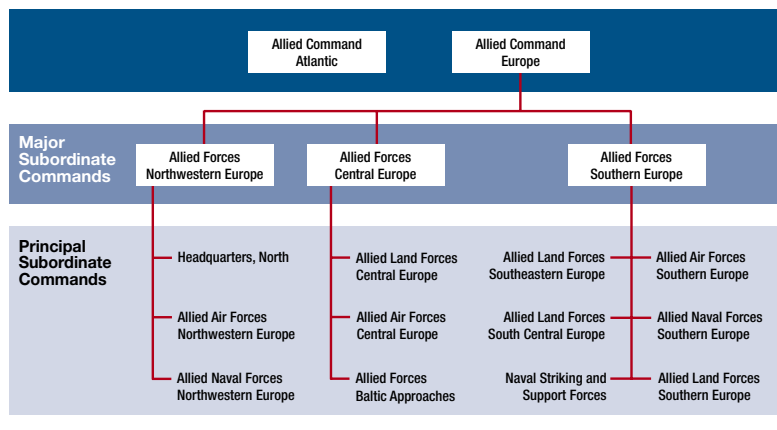 Allied Command
Atlantic
Allied Command
Europe
Major
Subordinate
Commands
Allied Forces
Northwestern Europe
Allied Forces
Central Europe
Allied Forces
Southern Europe
Principal
Subordinate
Commands
Headquarters, North
Allied Air Forces
Northwestern Europe
Allied Naval Forces
Northwestern Europe
Allied Land Forces
Central Europe
Allied Air Forces
Central Europe
Allied Forces
Baltic Approaches
Allied Land Forces
Southeastern Europe
Allied Land Forces
South Central Europe
Naval Striking and
Support Forces
Allied Air Forces
Southern Europe
Allied Naval Forces
Southern Europe
Allied Land Forces
Southern Europe